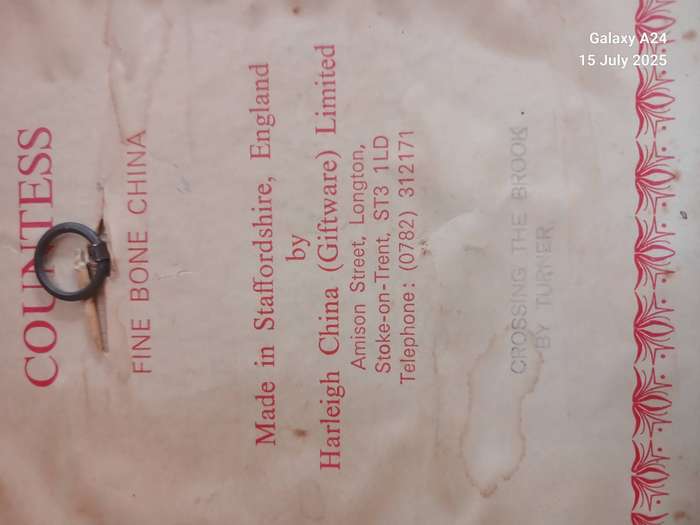 COUNTESS
FINE BONE CHINA
Made in Staffordshire, England
by
Harleigh China (Giftware) Limited
Amison Street, Longton,
Stoke-on-Trent, ST3 1LD
Telephone: (0782) 312171
CROSSING THE BROOK
BY TURNER
Galaxy A24
15 July 2025